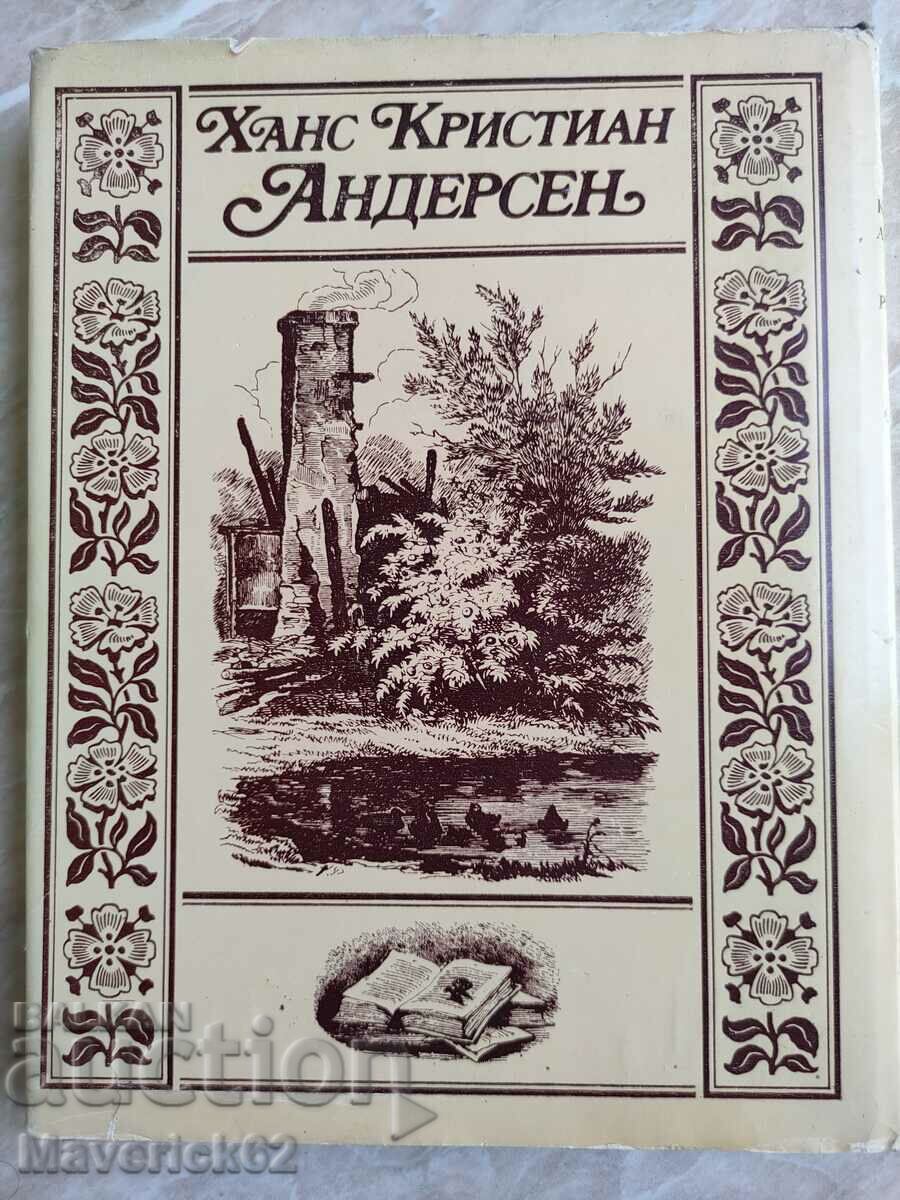 Ханс Кристиан
Андерсен
BALKAN
auction
Maverick62